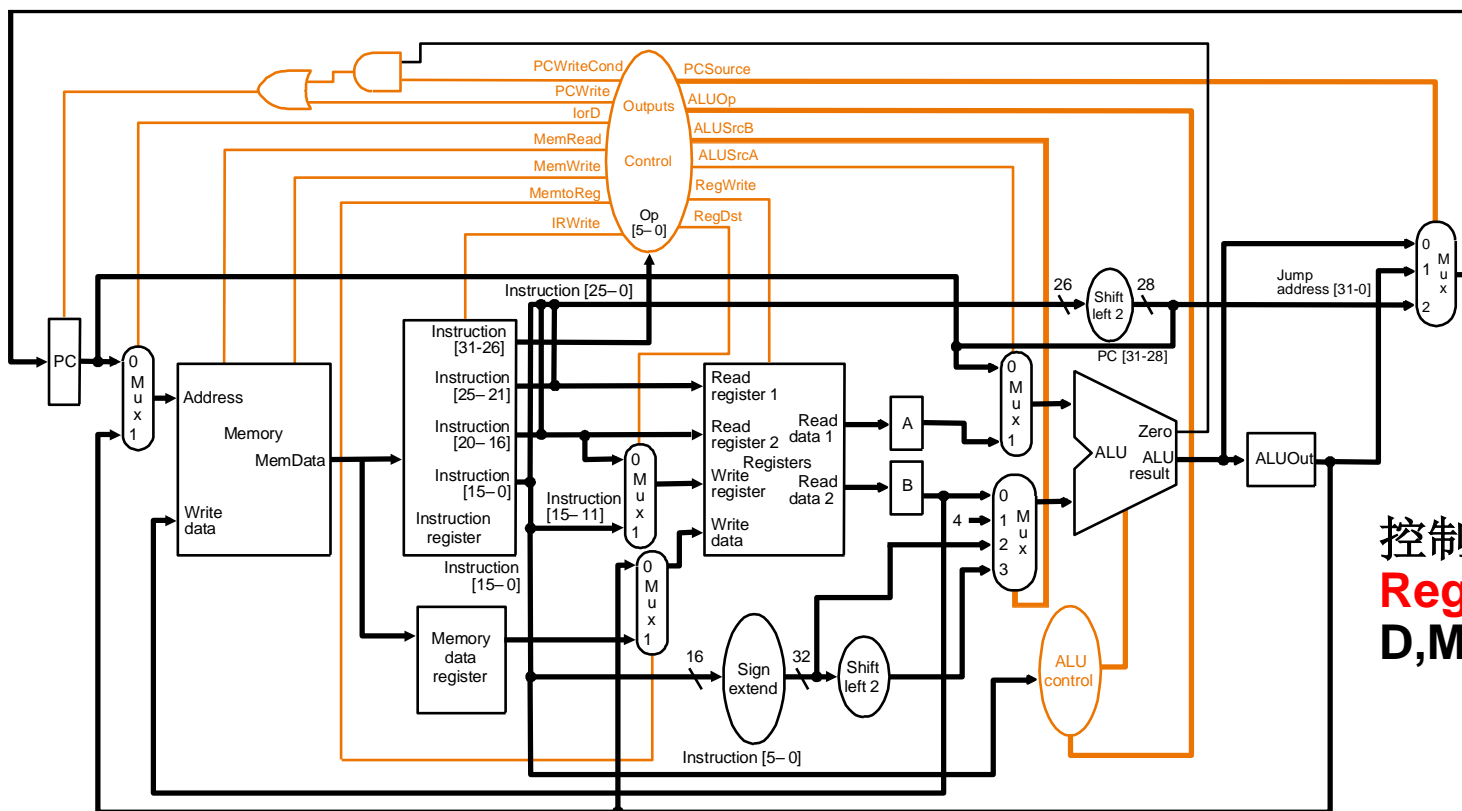 PCWriteCond
PCWrite
IorD
MemRead
MemWrite
MemtoReg
IRWrite
Outputs
Control
Op
[5–0]
PCSource
ALUOp
ALUSrcB
ALUSrcA
RegWrite
RegDst
PC
0
M
u
x
1
Address
Memory
MemData
Write
data
Instruction [25–0]
Instruction
[31-26]
Instruction
[25–21]
Instruction
[20–16]
Instruction
[15–0]
Instruction
register
Instruction
[15–0]
Memory
data
register
0
M
u
x
1
Instruction
[15–11]
0
M
u
x
1
Read
register 1
Read
register 2
Registers
Write
register
Write
data
Read
data 1
Read
data 2
A
B
16
Sign
extend
32
Shift
left 2
Instruction [5–0]
26
Shift
left 2
28
PC [31-28]
Jump
address [31-0]
0
M
u
x
1
4
0
1
2
3
M
u
x
Zero
ALU
ALU
result
ALU
control
ALUOut
0
1
2
M
u
x
控制
Reg
D,M